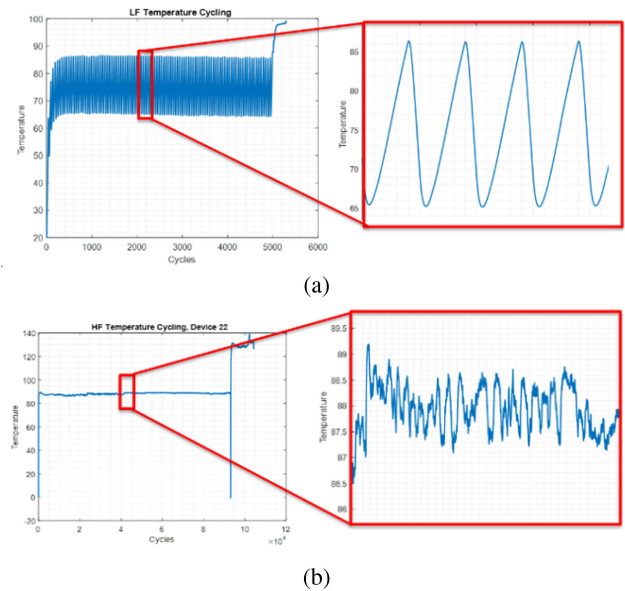 LF Temperature Cycling
100
90
80
70
60
50
40
30
20
Temperature
0 1000 2000 3000 4000 5000 6000
Cycles
85
80
75
70
65
Temperature
(a)
HF Temperature Cycling, Device 22
140
120
100
80
60
40
20
0
-20
Temperature
0 2 4 6 8 10 12
×10⁴
Cycles
89.5
89
88.5
88
87.5
87
86.5
86
Temperature
(b)